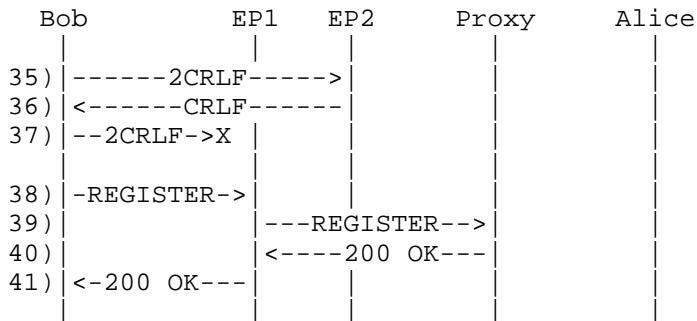 Bob EP1 EP2 Proxy Alice
| | | | |
35)|------2CRLF----->| | |
36)|<-----CRLF------| | |
37)|--2CRLF->X | | | |
| | | | |
38)|-REGISTER->| | | |
39)| |---REGISTER-->| |
40)| |<----200 OK---| |
41)|<-200 OK---| | | |
| | | | |